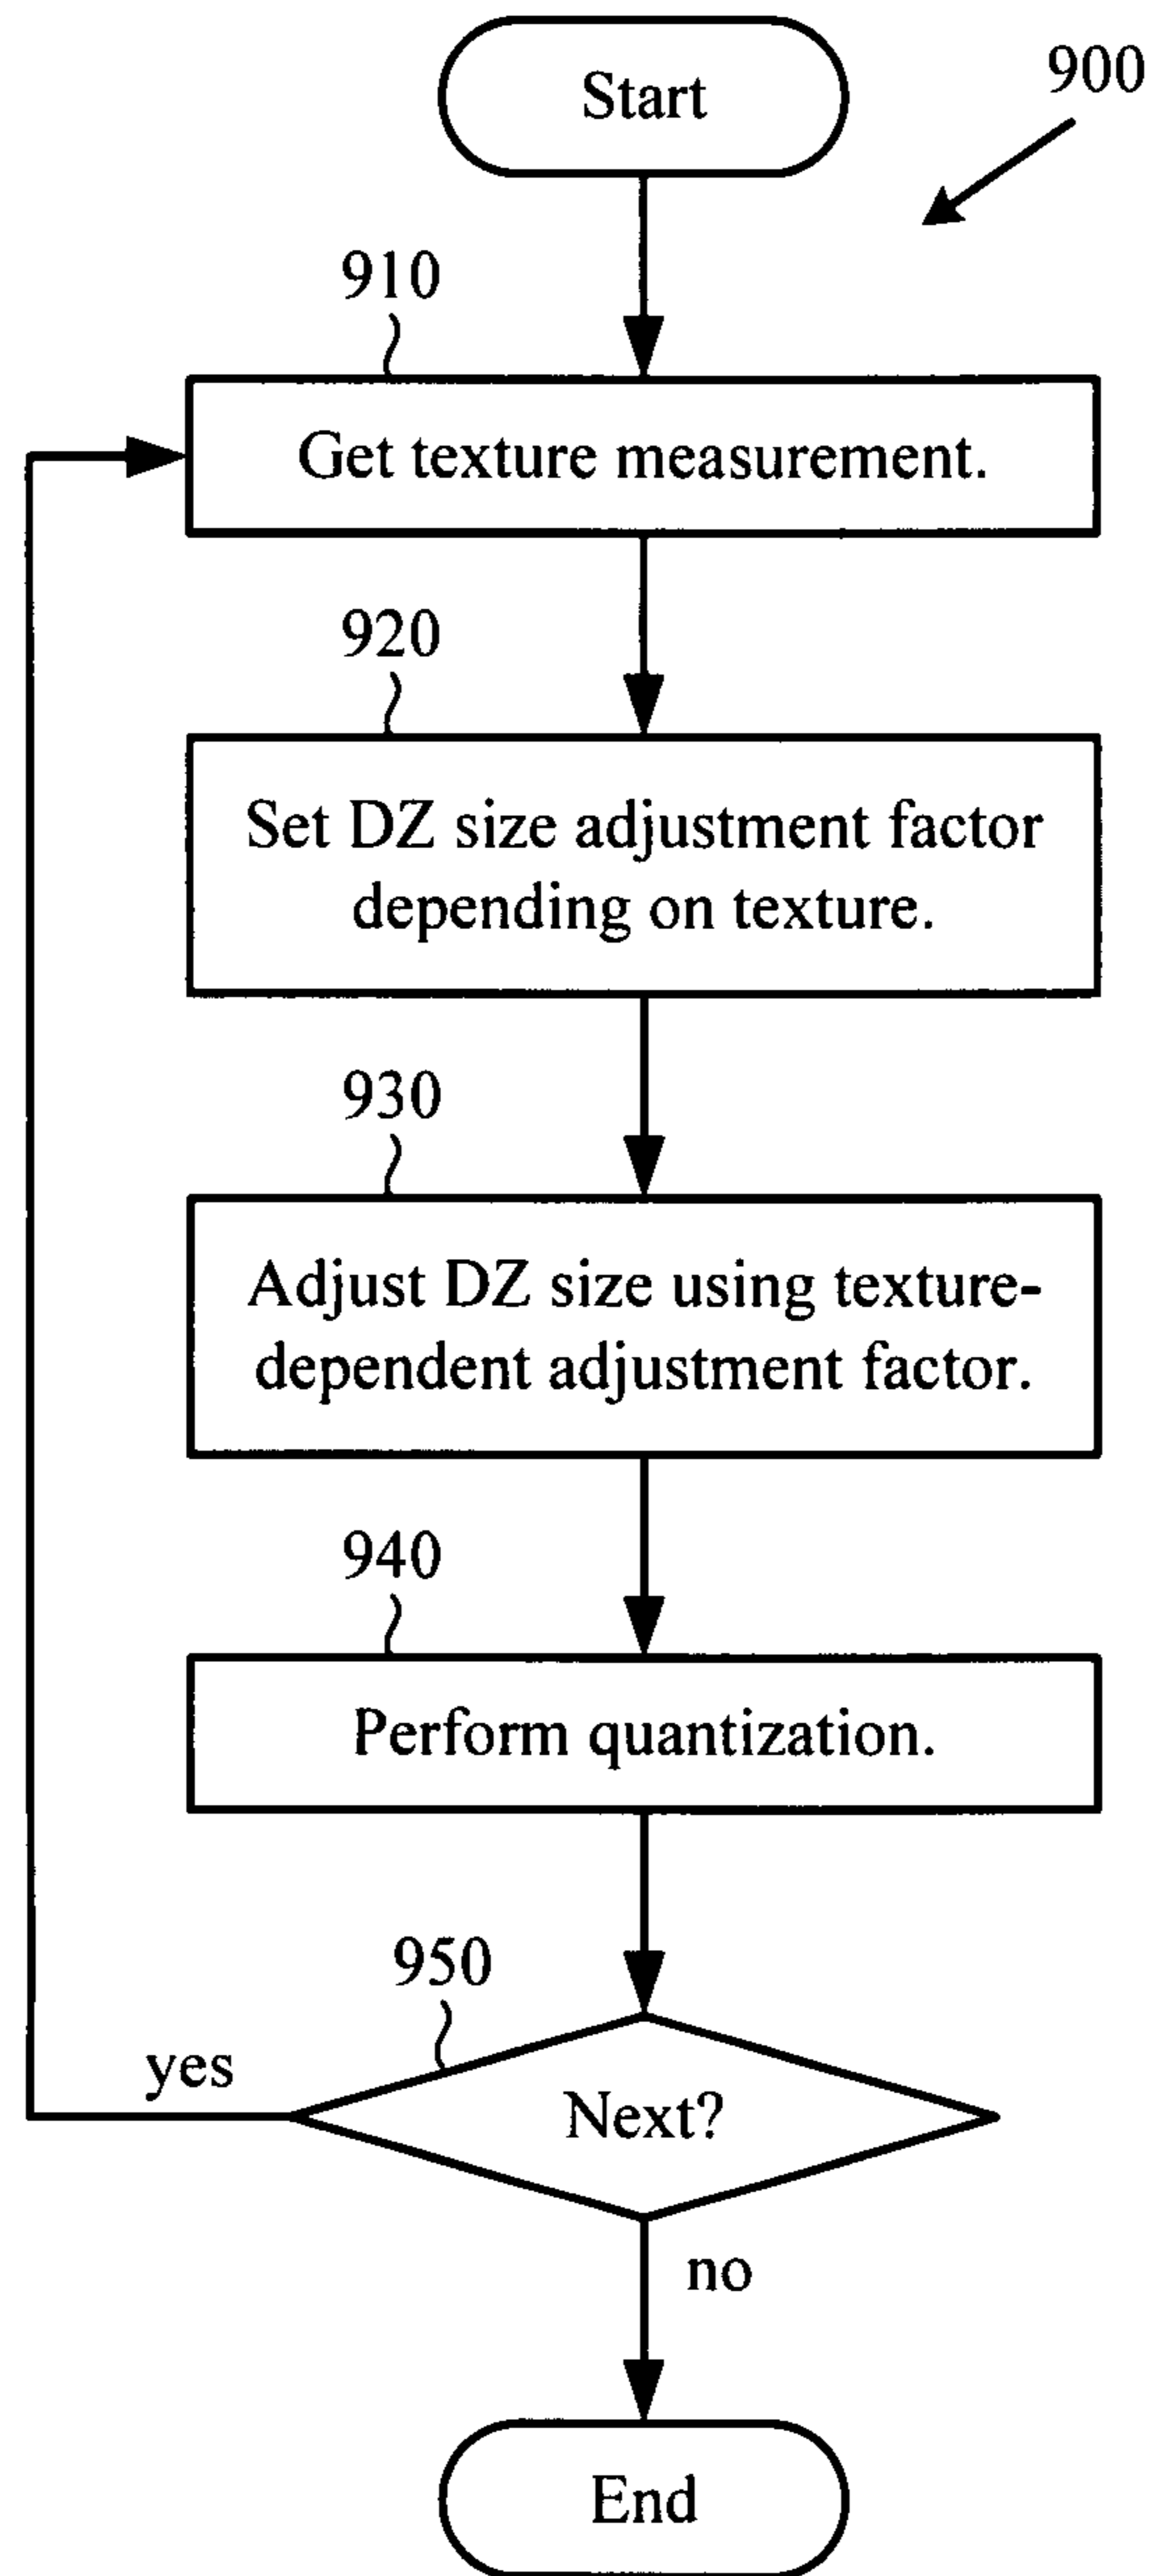 Start
900
910
Get texture measurement.
920
Set DZ size adjustment factor
depending on texture.
930
Adjust DZ size using texture-
dependent adjustment factor.
940
Perform quantization.
950
yes
Next?
no
End